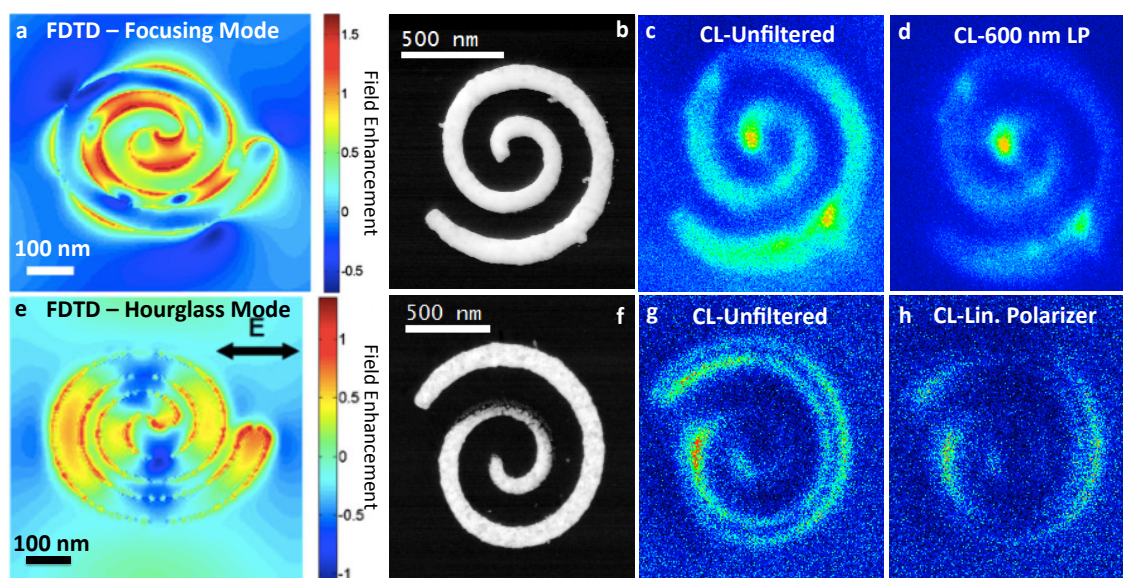 a FDTD – Focusing Mode
1.5
1
0.5
0
-0.5
Field Enhancement
100 nm
b
500 nm
c
CL-Unfiltered
d
CL-600 nm LP
e FDTD – Hourglass Mode
E
1
0.5
0
-0.5
-1
Field Enhancement
100 nm
f
500 nm
g
CL-Unfiltered
h
CL-Lin. Polarizer